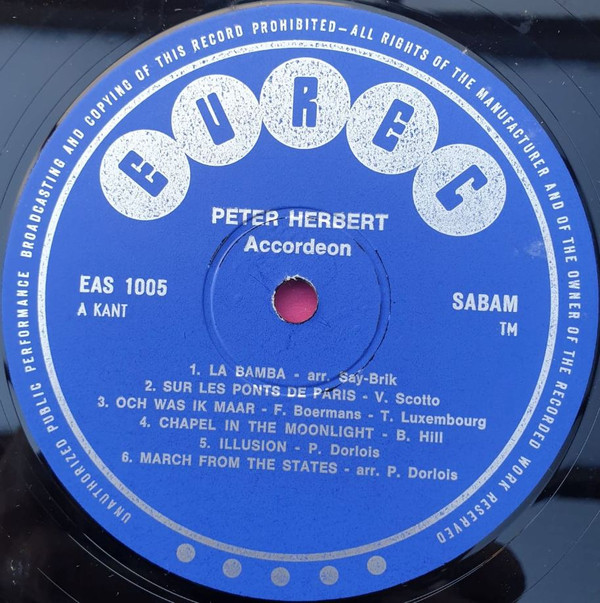 UNAUTHORIZED PUBLIC PERFORMANCE BROADCASTING AND COPYING OF THIS RECORD PROHIBITED—ALL RIGHTS OF THE MANUFACTURER AND OF THE OWNER OF THE RECORDED WORK RESERVED
EUREC
PETER HERBERT
Accordeon
EAS 1005
A KANT
SABAM
TM
1. LA BAMBA - arr. Say-Brik
2. SUR LES PONTS DE PARIS - V. Scotto
3. OCH WAS IK MAAR - F. Boermans - T. Luxembourg
4. CHAPEL IN THE MOONLIGHT - B. Hill
5. ILLUSION - P. Dorlois
6. MARCH FROM THE STATES - arr. P. Dorlois